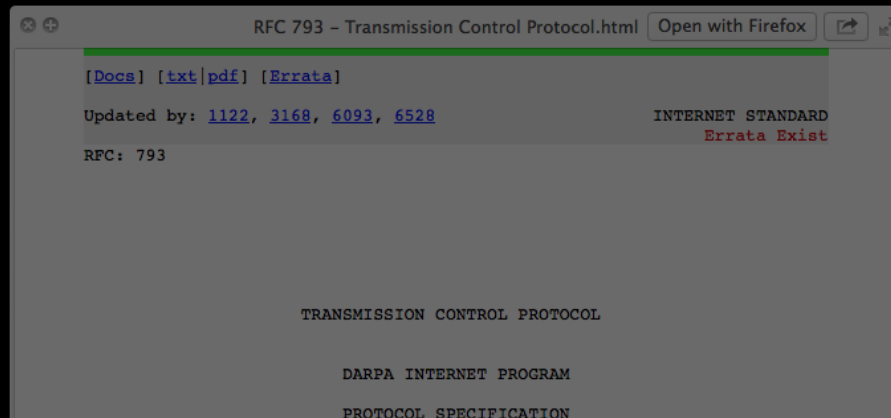 RFC 793 – Transmission Control Protocol.html Open with Firefox
[Docs] [txt|pdf] [Errata]
Updated by: 1122, 3168, 6093, 6528 INTERNET STANDARD
Errata Exist
RFC: 793
TRANSMISSION CONTROL PROTOCOL
DARPA INTERNET PROGRAM
PROTOCOL SPECIFICATION